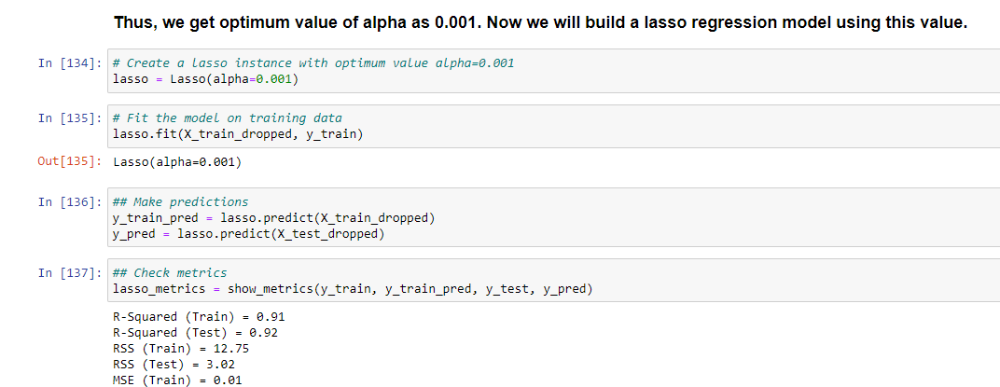 Thus, we get optimum value of alpha as 0.001. Now we will build a lasso regression model using this value.
In [134]: # Create a Lasso instance with optimum value alpha=0.001
lasso = Lasso(alpha=0.001)
In [135]: # Fit the model on training data
lasso.fit(X_train_dropped, y_train)
Out[135]: Lasso(alpha=0.001)
In [136]: ## Make predictions
y_train_pred = lasso.predict(X_train_dropped)
y_pred = lasso.predict(X_test_dropped)
In [137]: ## Check metrics
lasso_metrics = show_metrics(y_train, y_train_pred, y_test, y_pred)
R-Squared (Train) = 0.91
R-Squared (Test) = 0.92
RSS (Train) = 12.75
RSS (Test) = 3.02
MSE (Train) = 0.01